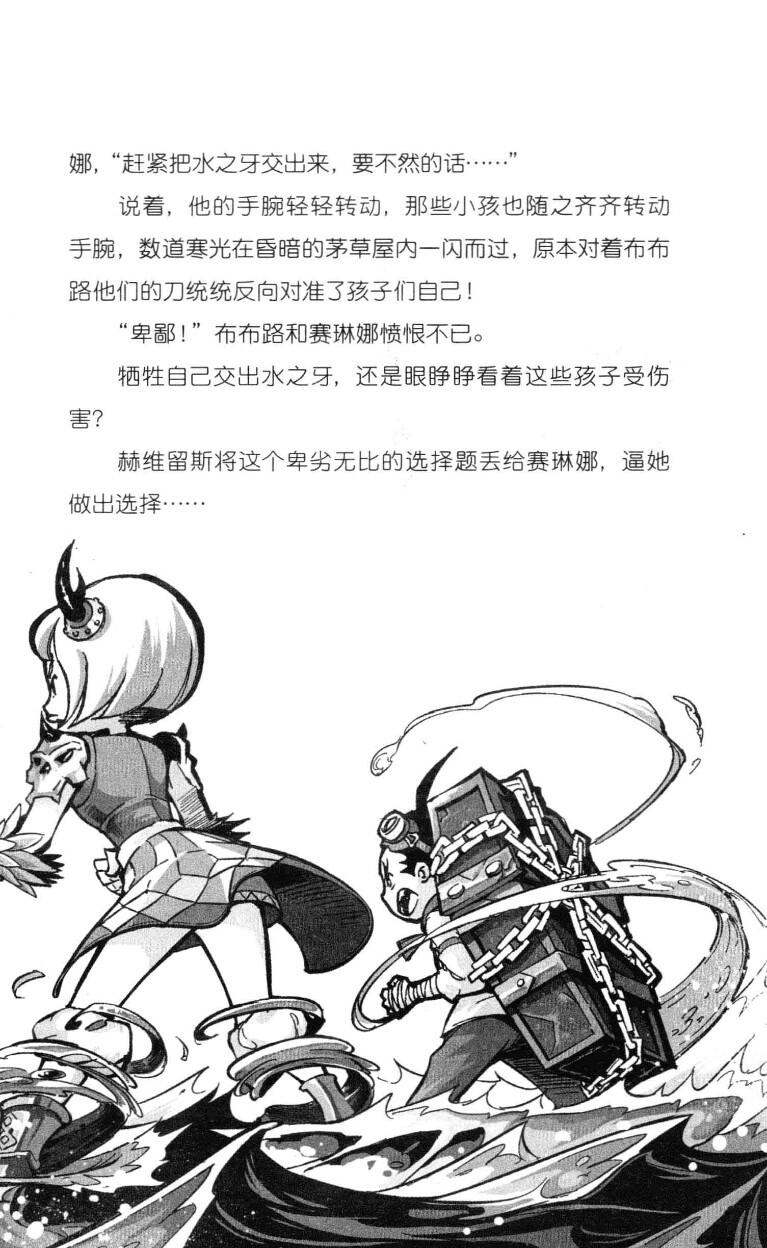 娜，“赶紧把水之牙交出来，要不然的话……”
说着，他的手腕轻轻转动，那些小孩也随之齐齐转动
手腕，数道寒光在昏暗的茅草屋内一闪而过，原本对着布布
路他们的刀统统反向对准了孩子们自己！
“卑鄙！”布布路和赛琳娜愤恨不已。
牺牲自己交出水之牙，还是眼睁睁看着这些孩子受伤
害？
赫维留斯将这个卑劣无比的选择题丢给赛琳娜，逼她
做出选择……